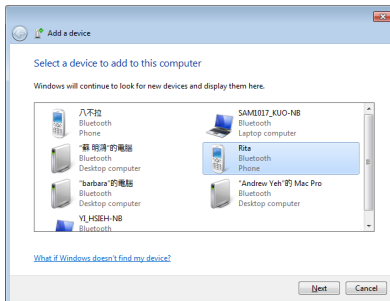 Add a device
Select a device to add to this computer
Windows will continue to look for new devices and display them here.
八不拉
Bluetooth
Phone
SAM1017_KUO-NB
Bluetooth
Laptop computer
"蘇 明鴻"的電腦
Bluetooth
Desktop computer
Rita
Bluetooth
Phone
"barbara"的電腦
Bluetooth
Desktop computer
"Andrew Yeh"的 Mac Pro
Bluetooth
Desktop computer
YI_HSIEH-NB
Bluetooth
What if Windows doesn't find my device?
Next
Cancel